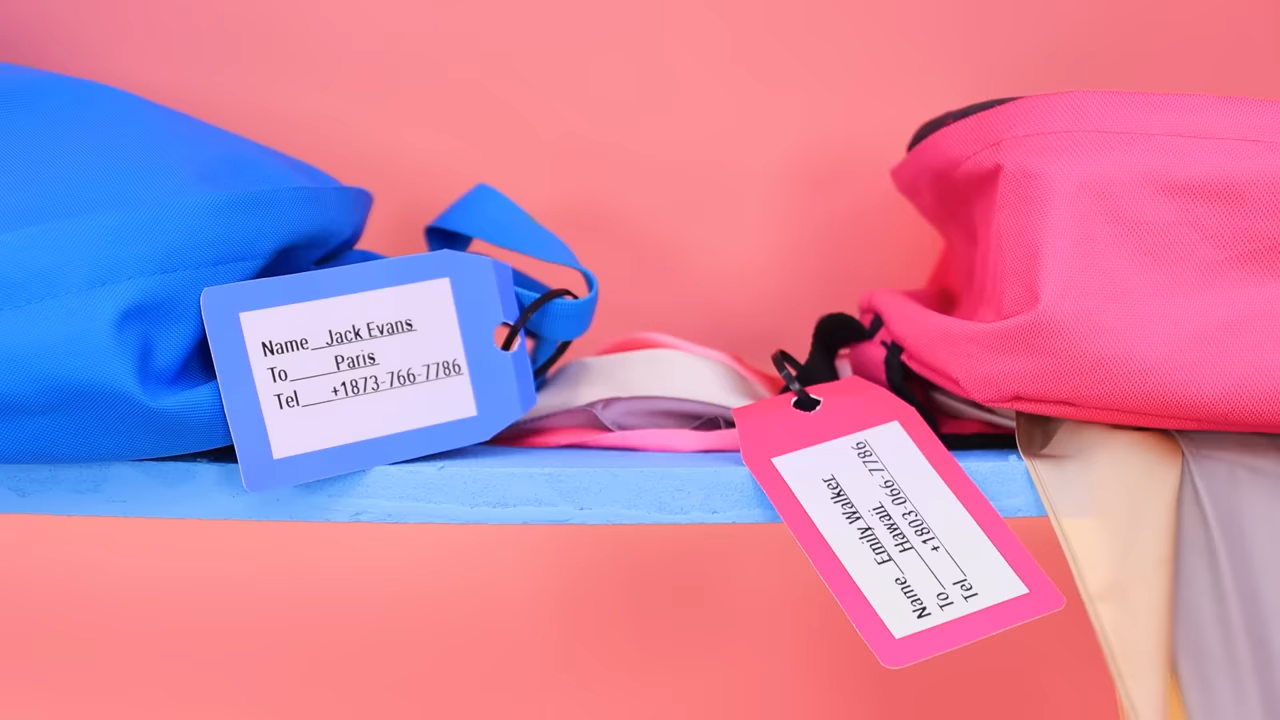 Name Jack Evans
To Paris
Tel +1873-766-7786
Name Emily Walker
To Hawaii
Tel +1803-066-7786